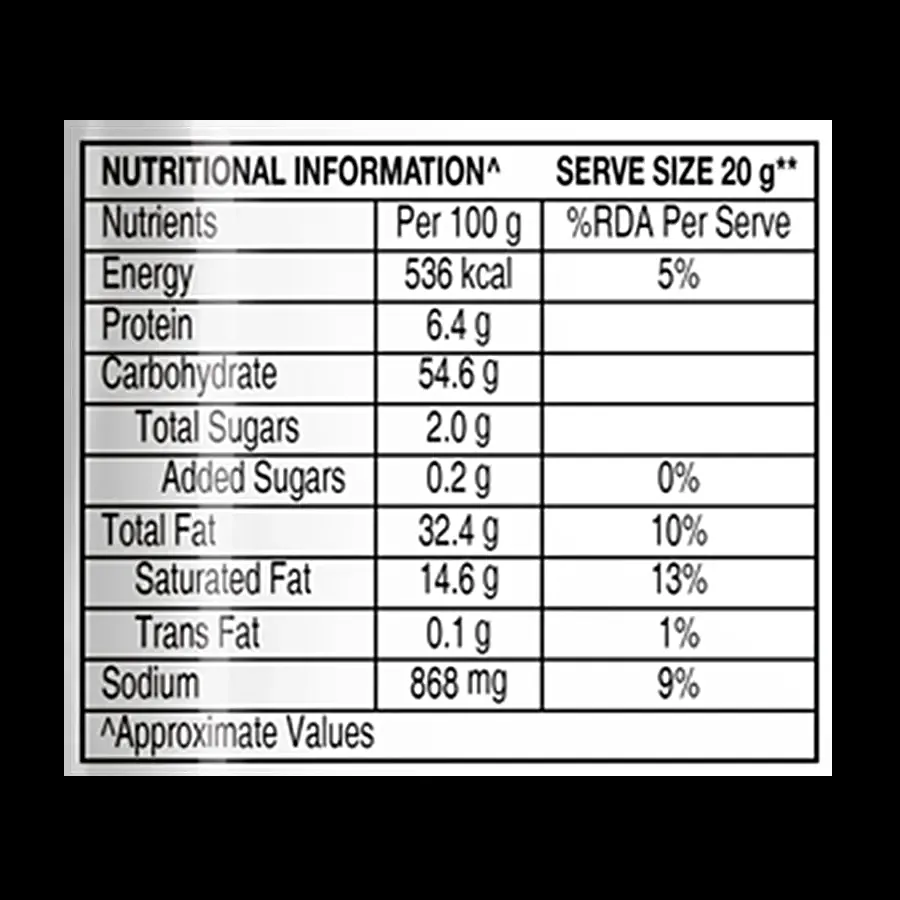 NUTRITIONAL INFORMATION^ SERVE SIZE 20 g**
Nutrients Per 100 g %RDA Per Serve
Energy 536 kcal 5%
Protein 6.4 g
Carbohydrate 54.6 g
Total Sugars 2.0 g
Added Sugars 0.2 g 0%
Total Fat 32.4 g 10%
Saturated Fat 14.6 g 13%
Trans Fat 0.1 g 1%
Sodium 868 mg 9%
^Approximate Values